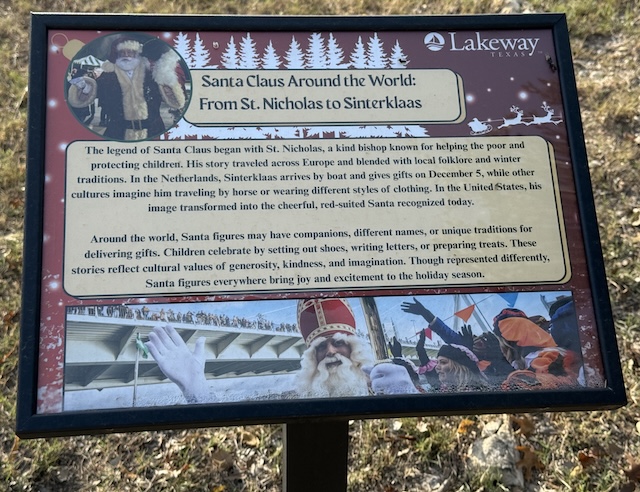 Lakeway
TEXAS
Santa Claus Around the World:
From St. Nicholas to Sinterklaas
The legend of Santa Claus began with St. Nicholas, a kind bishop known for helping the poor and
protecting children. His story traveled across Europe and blended with local folklore and winter
traditions. In the Netherlands, Sinterklaas arrives by boat and gives gifts on December 5, while other
cultures imagine him traveling by horse or wearing different styles of clothing. In the United States, his
image transformed into the cheerful, red-suited Santa recognized today.
Around the world, Santa figures may have companions, different names, or unique traditions for
delivering gifts. Children celebrate by setting out shoes, writing letters, or preparing treats. These
stories reflect cultural values of generosity, kindness, and imagination. Though represented differently,
Santa figures everywhere bring joy and excitement to the holiday season.